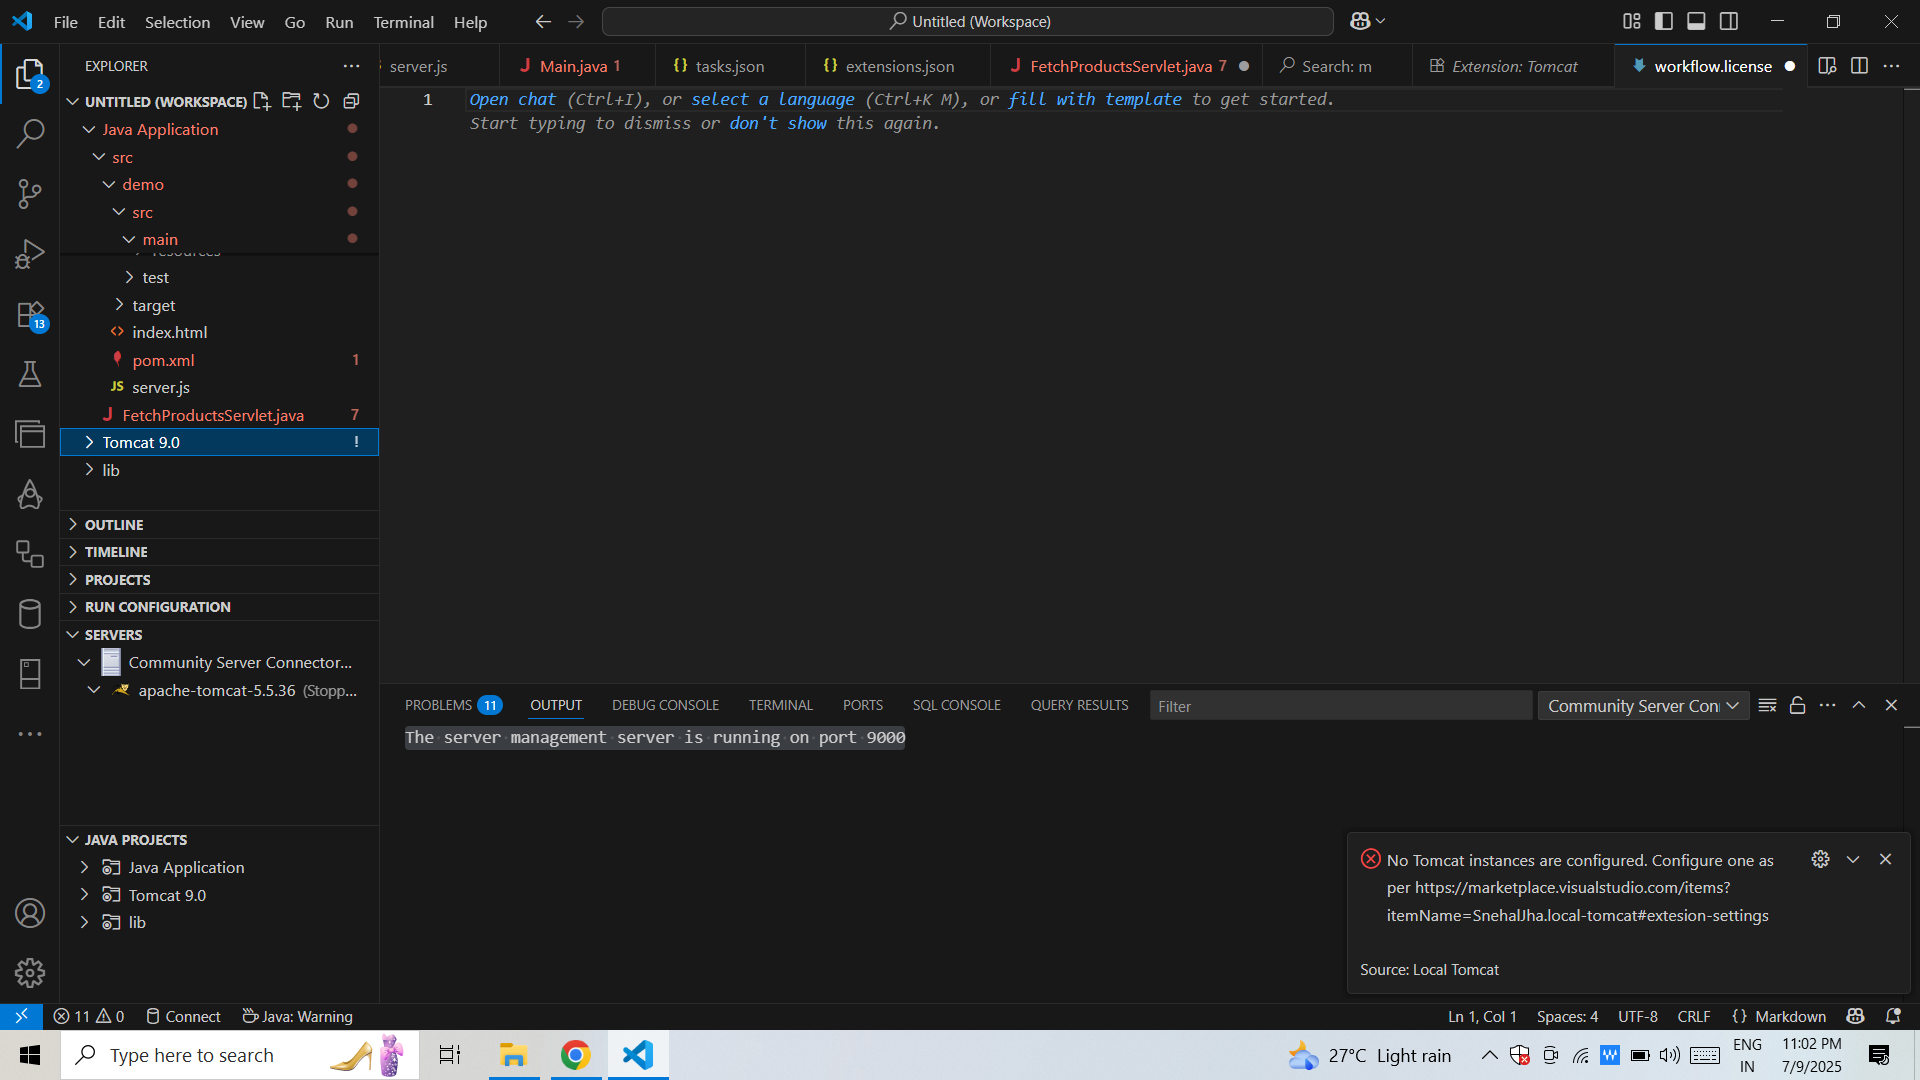 File Edit Selection View Go Run Terminal Help
Untitled (Workspace)
EXPLORER
server.js
Main.java 1
tasks.json
extensions.json
FetchProductsServlet.java 7
Search: m
Extension: Tomcat
workflow.license
2
UNTITLED (WORKSPACE)
Java Application
src
demo
src
main
resources
test
target
index.html
pom.xml 1
JS server.js
FetchProductsServlet.java 7
Tomcat 9.0 !
lib
13
OUTLINE
TIMELINE
PROJECTS
RUN CONFIGURATION
SERVERS
Community Server Connector...
apache-tomcat-5.5.36 (Stopp...
JAVA PROJECTS
Java Application
Tomcat 9.0
lib
1 Open chat (Ctrl+I), or select a language (Ctrl+K M), or fill with template to get started.
Start typing to dismiss or don't show this again.
PROBLEMS 11 OUTPUT DEBUG CONSOLE TERMINAL PORTS SQL CONSOLE QUERY RESULTS
Filter
Community Server Con
The server management server is running on port 9000
No Tomcat instances are configured. Configure one as
per https://marketplace.visualstudio.com/items?
itemName=SnehalJha.local-tomcat#extesion-settings
Source: Local Tomcat
11 0 Connect Java: Warning
Ln 1, Col 1 Spaces: 4 UTF-8 CRLF {} Markdown
Type here to search
27°C Light rain
ENG
IN
11:02 PM
7/9/2025